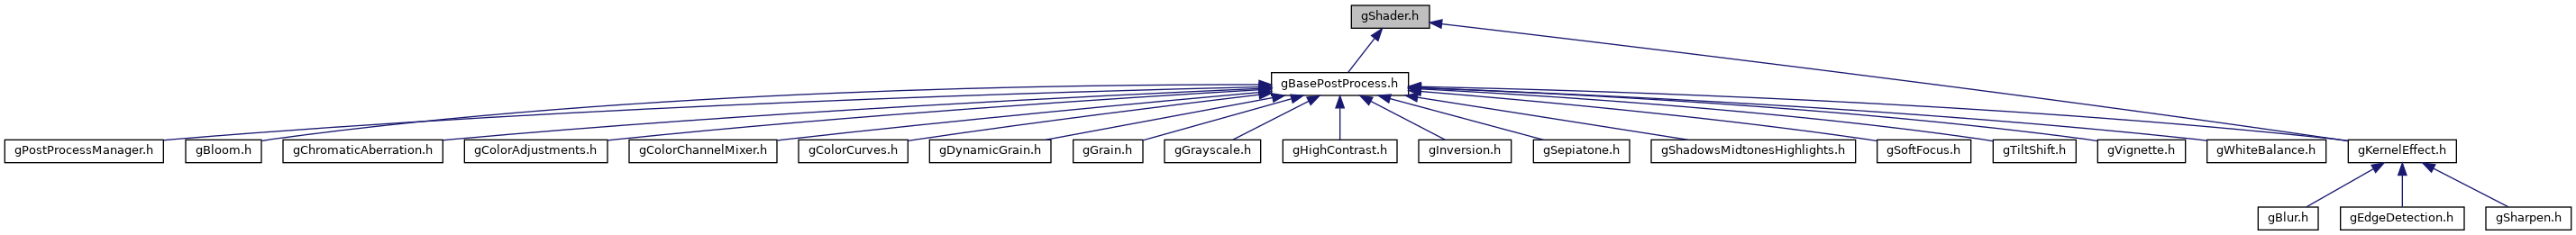 gShader.h
gBasePostProcess.h
gPostProcessManager.h
gBloom.h
gChromaticAberration.h
gColorAdjustments.h
gColorChannelMixer.h
gColorCurves.h
gDynamicGrain.h
gGrain.h
gGrayscale.h
gHighContrast.h
gInversion.h
gSepiatone.h
gShadowsMidtonesHighlights.h
gSoftFocus.h
gTiltShift.h
gVignette.h
gWhiteBalance.h
gKernelEffect.h
gBlur.h
gEdgeDetection.h
gSharpen.h